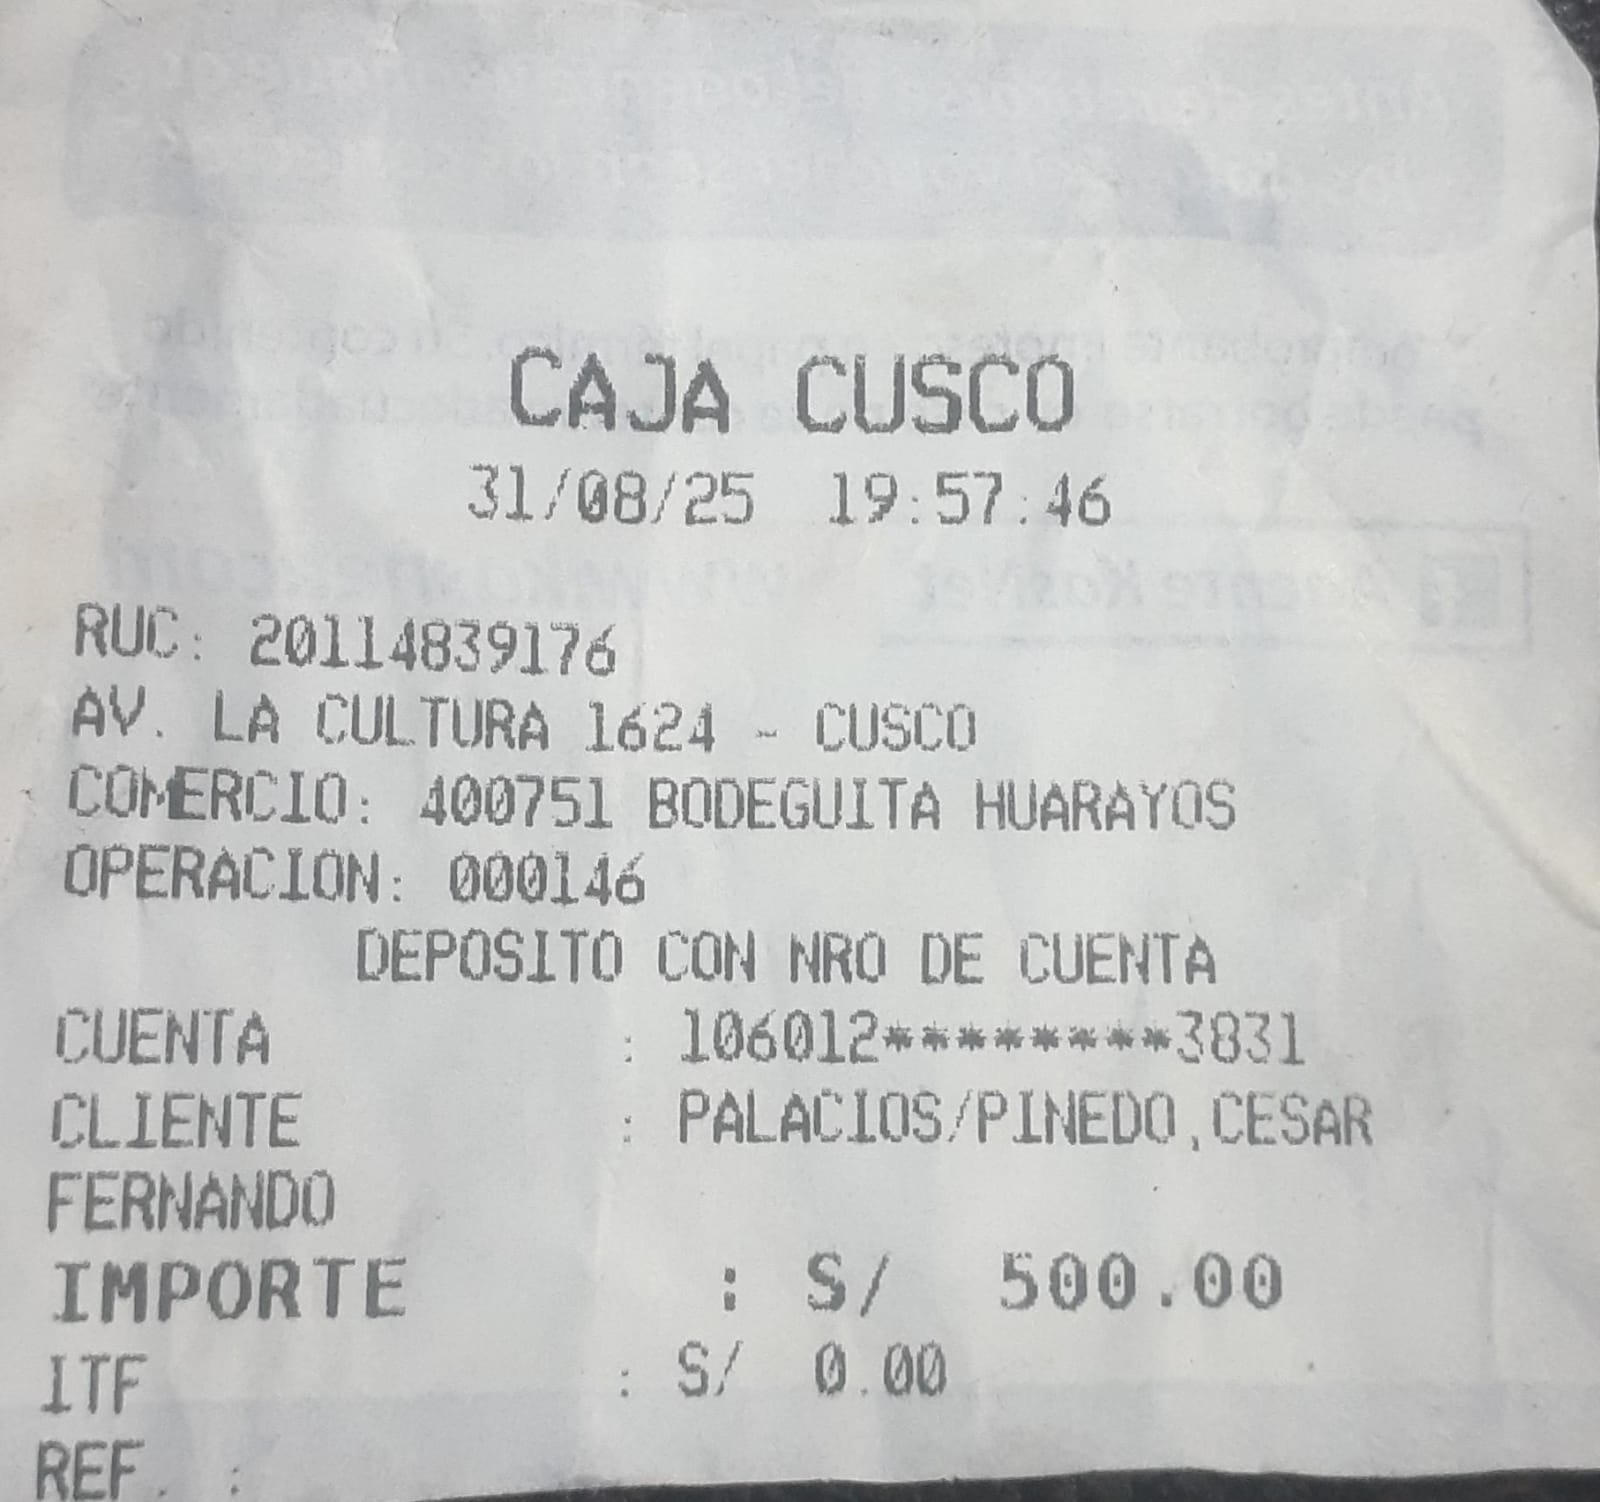 CAJA CUSCO
31/08/25 19:57:46
RUC: 20114839176
AV. LA CULTURA 1624 - CUSCO
COMERCIO: 400751 BODEGUITA HUARAYOS
OPERACION: 000146
DEPOSITO CON NRO DE CUENTA
CUENTA : 106012********3831
CLIENTE : PALACIOS/PINEDO,CESAR
FERNANDO
IMPORTE : S/ 500.00
ITF : S/ 0.00
REF. :